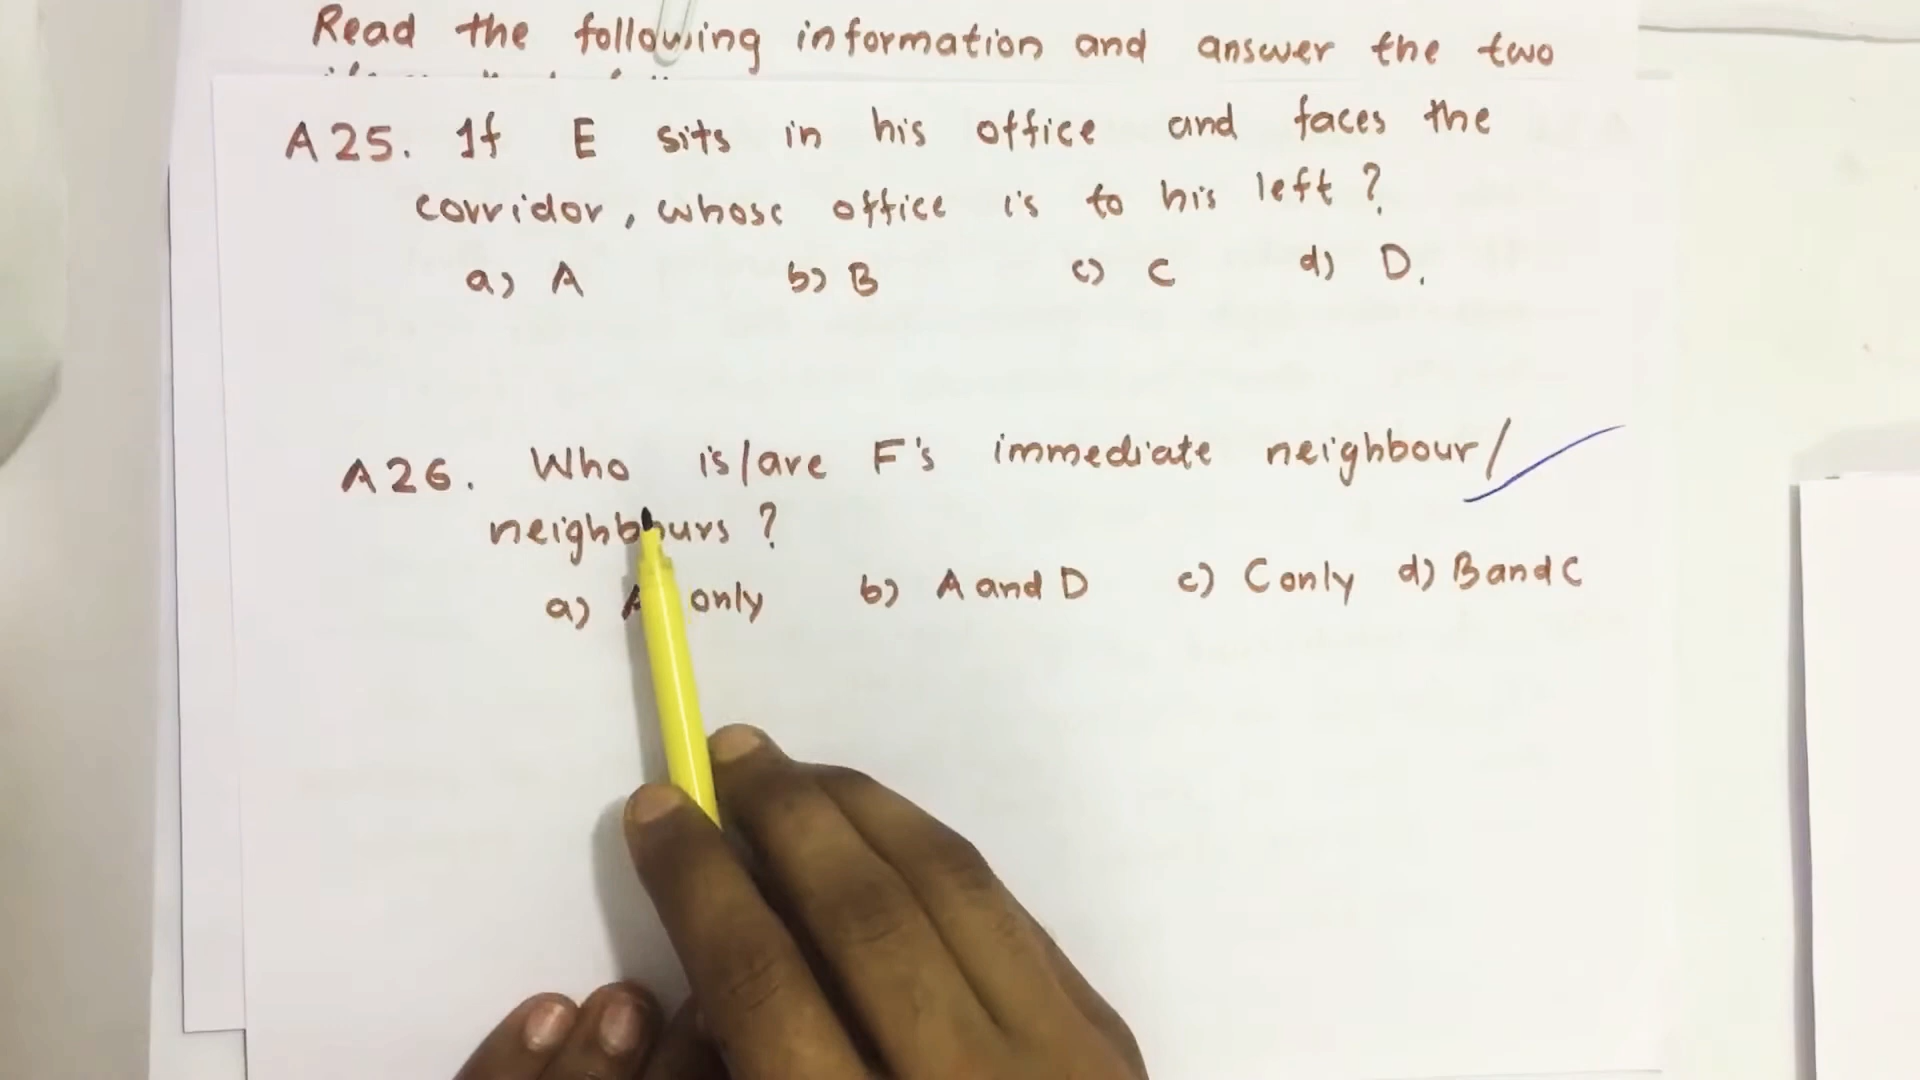 Read the following information and answer the two
A25. If E sits in his office and faces the
corridor, whose office is to his left?
a) A b) B c) C d) D.
A26. Who is/are F's immediate neighbour/
neighbours?
a) A only b) A and D c) C only d) B and C